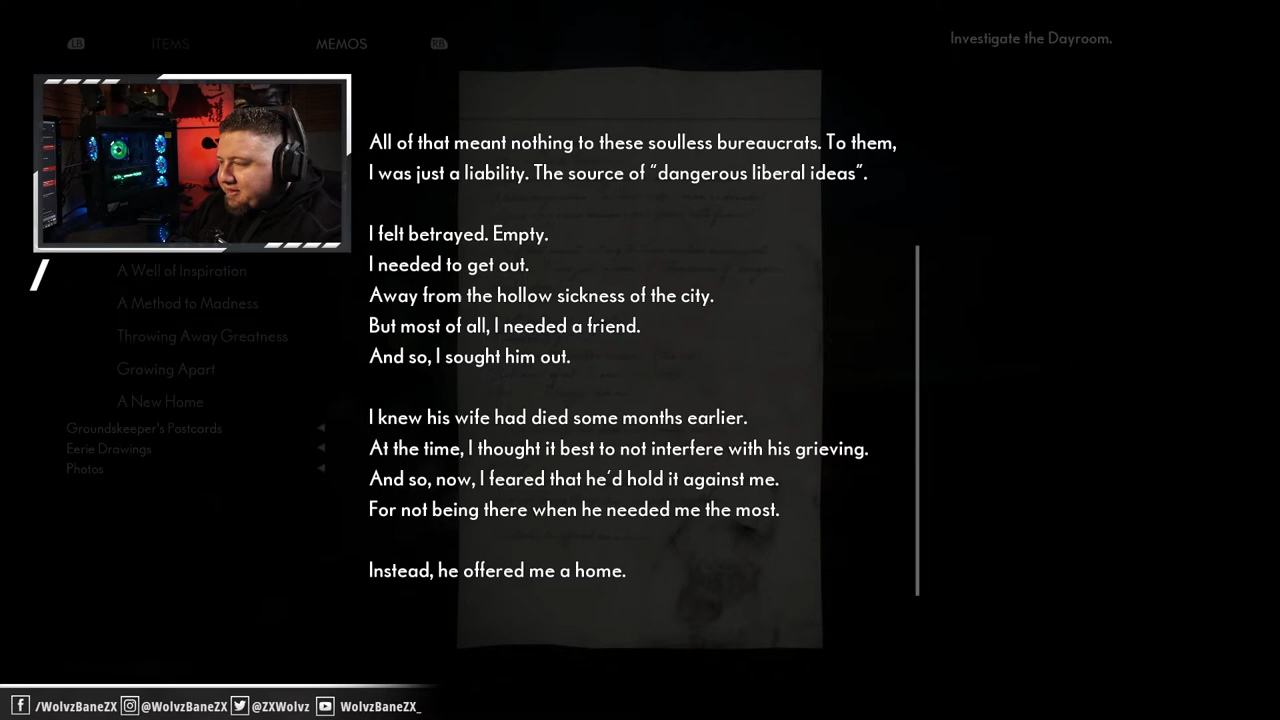 LB
ITEMS
MEMOS
RB
Investigate the Dayroom.
All of that meant nothing to these soulless bureaucrats. To them,
I was just a liability. The source of “dangerous liberal ideas”.
I felt betrayed. Empty.
I needed to get out.
Away from the hollow sickness of the city.
But most of all, I needed a friend.
And so, I sought him out.
I knew his wife had died some months earlier.
At the time, I thought it best to not interfere with his grieving.
And so, now, I feared that he´d hold it against me.
For not being there when he needed me the most.
Instead, he offered me a home.
A Well of Inspiration
A Method to Madness
Throwing Away Greatness
Growing Apart
A New Home
Groundskeeper's Postcards
Eerie Drawings
Photos
/WolvzBaneZX
@WolvzBaneZX
@ZXWolvz
WolvzBaneZX_